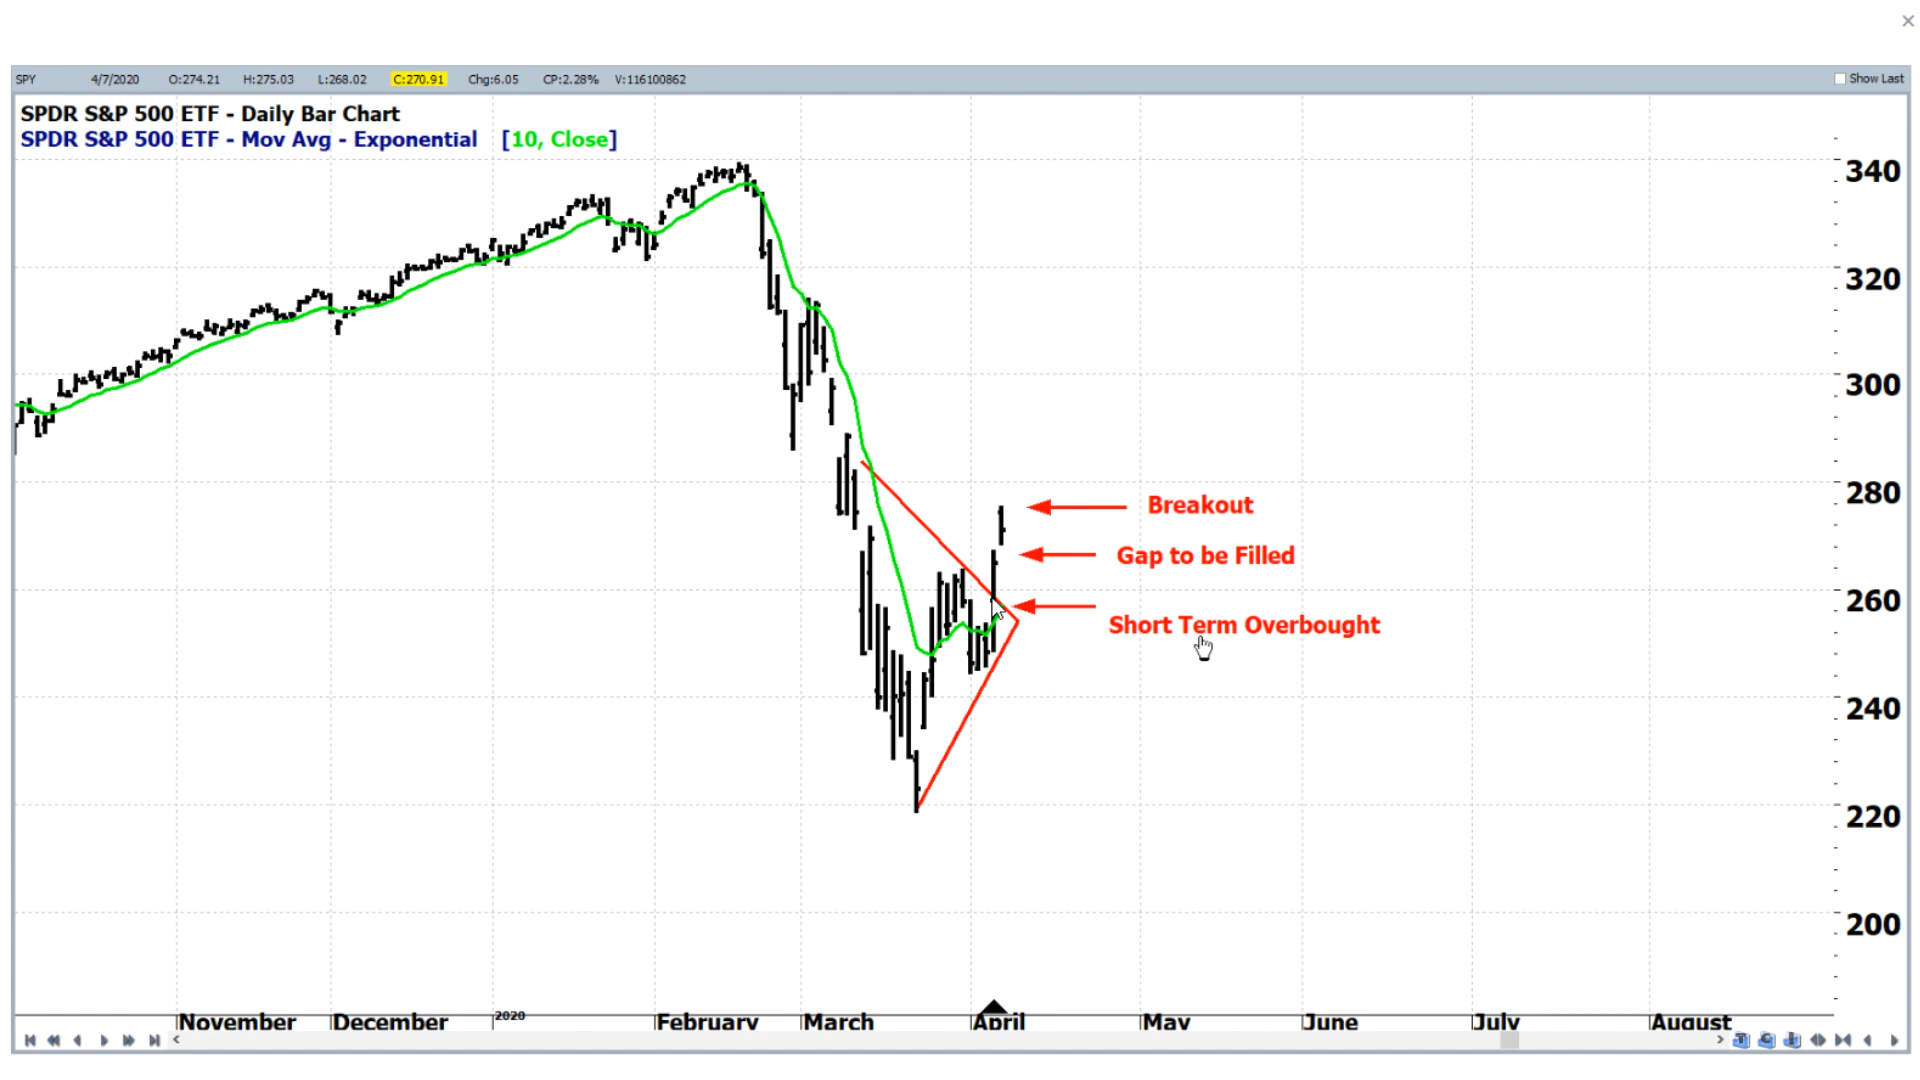 SPY 4/7/2020 O:274.21 H:275.03 L:268.02 C:270.91 Chg:6.05 CP:2.28% V:116100862 Show Last
SPDR S&P 500 ETF - Daily Bar Chart
SPDR S&P 500 ETF - Mov Avg - Exponential [10, Close]
340
320
300
280
Breakout
Gap to be Filled
260
Short Term Overbought
240
220
200
November December 2020 February March April May June July August